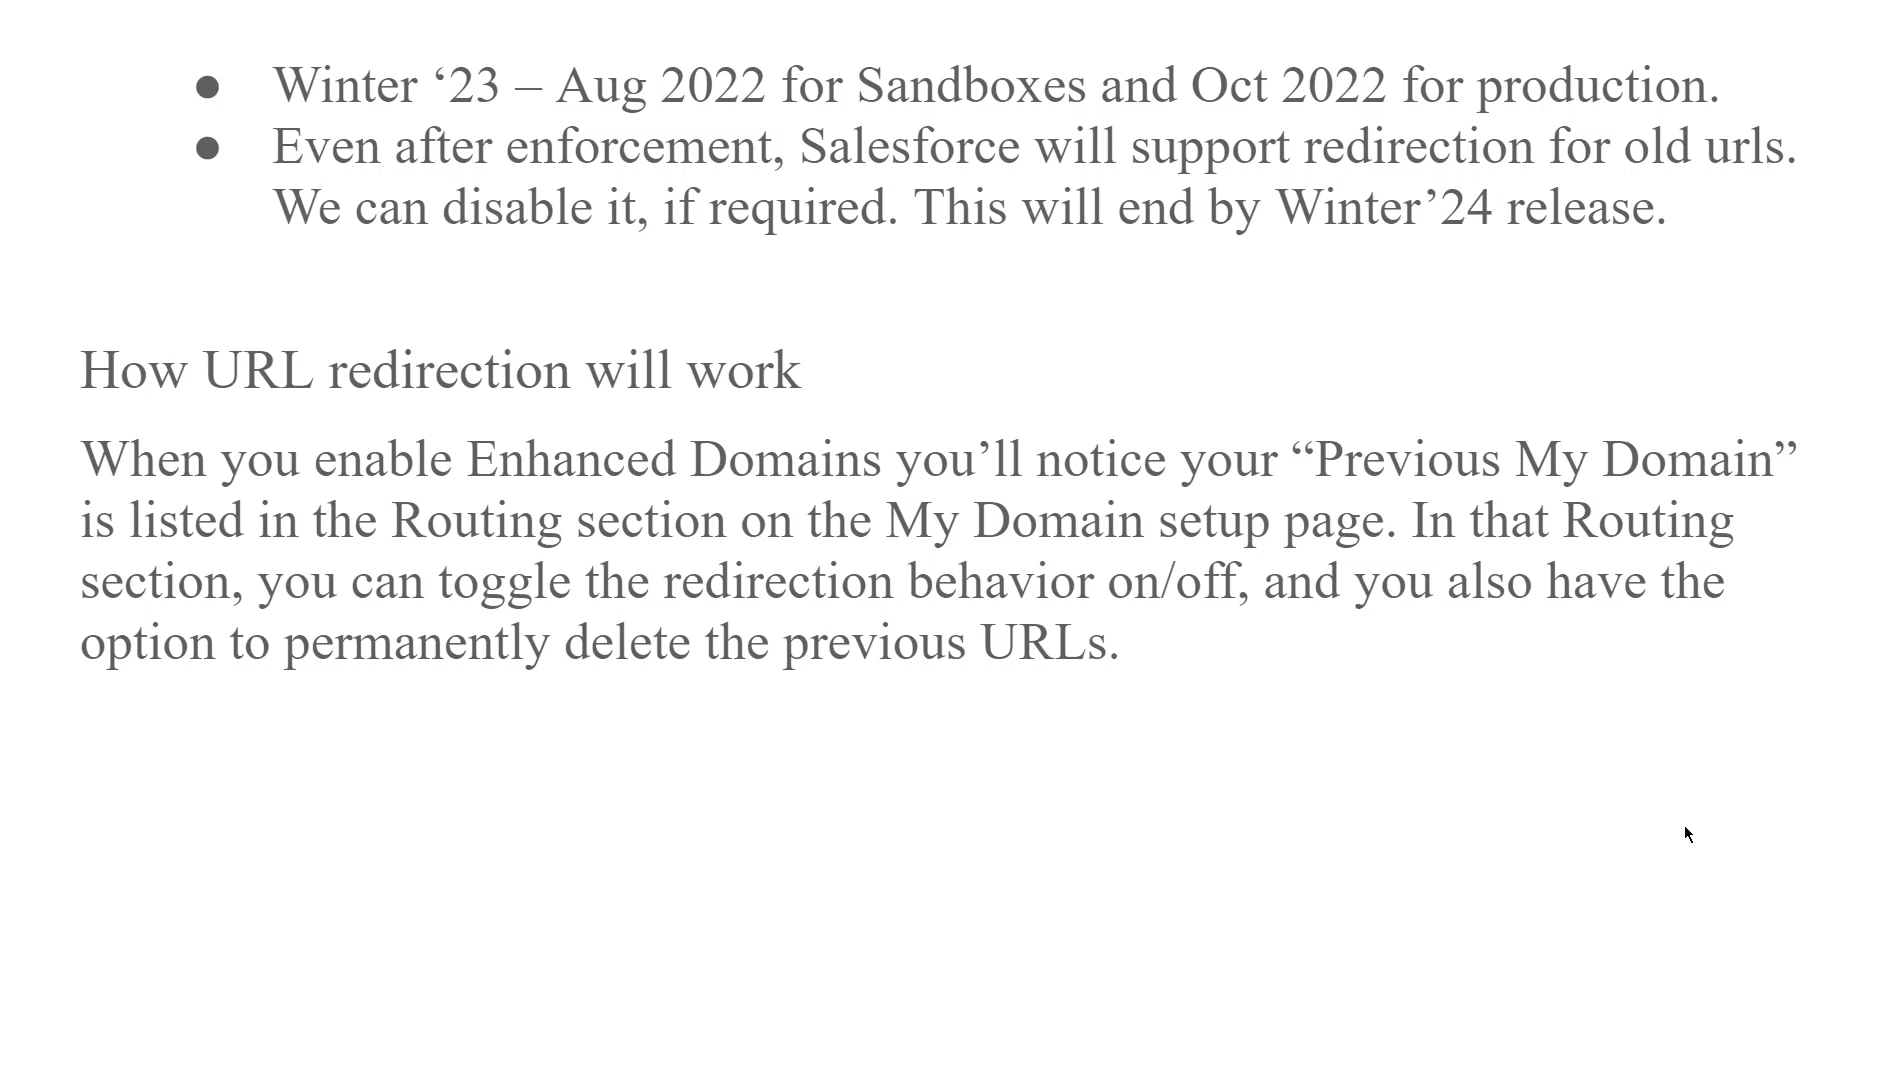 ● Winter ‘23 – Aug 2022 for Sandboxes and Oct 2022 for production.
● Even after enforcement, Salesforce will support redirection for old urls.
We can disable it, if required. This will end by Winter’24 release.
How URL redirection will work
When you enable Enhanced Domains you’ll notice your “Previous My Domain”
is listed in the Routing section on the My Domain setup page. In that Routing
section, you can toggle the redirection behavior on/off, and you also have the
option to permanently delete the previous URLs.